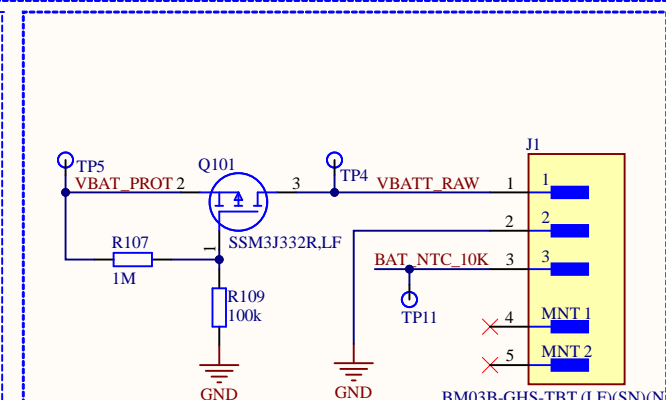 J1
TP5
Q101
TP4
VBAT_PROT
2
3
VBATT_RAW
1
1
2
2
SSM3J332R,LF
1
R107
1M
BAT_NTC_10K
3
3
R109
100k
TP11
4
MNT 1
5
MNT 2
GND
GND